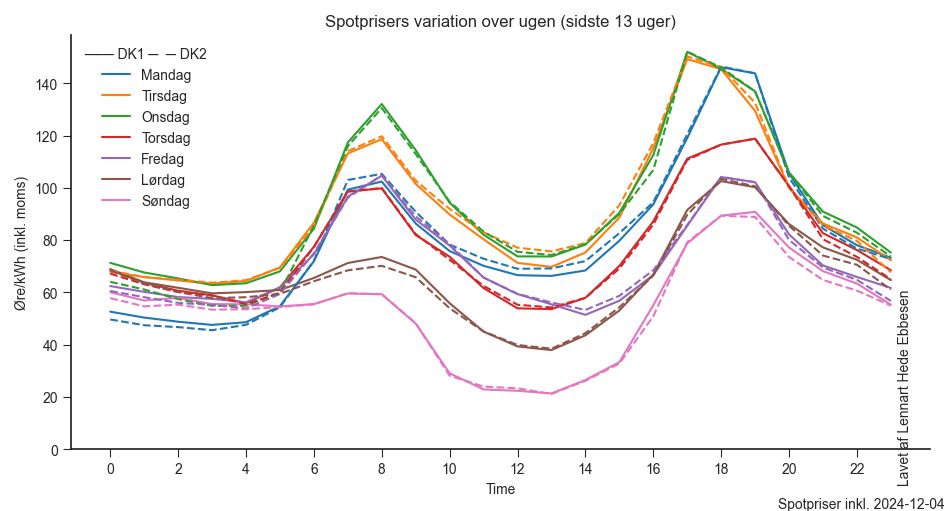 Spotprisers variation over ugen (sidste 13 uger)
DK1 DK2
Mandag
Tirsdag
Onsdag
Torsdag
Fredag
Lørdag
Søndag
Øre/kWh (inkl. moms)
140
120
100
80
60
40
20
0
0 2 4 6 8 10 12 14 16 18 20 22
Time
Lavet af Lennart Hede Ebbesen
Spotpriser inkl. 2024-12-04